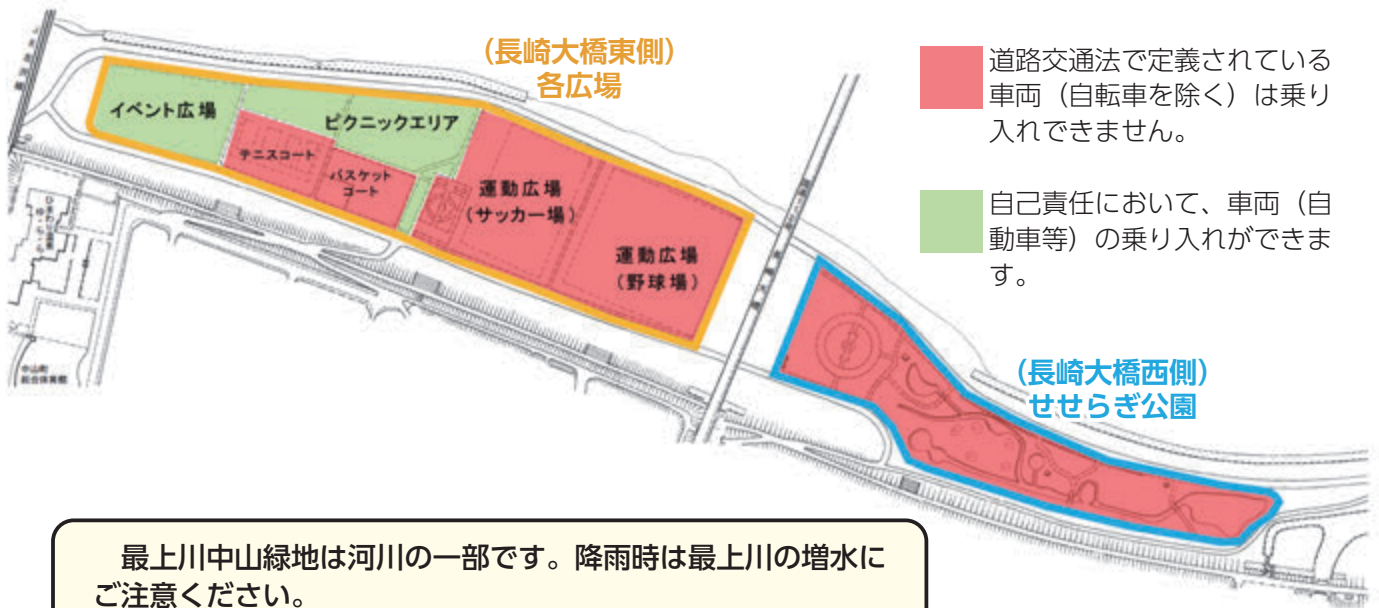 （長崎大橋東側）
各広場
イベント広場
ピクニックエリア
テニスコート
バスケット
コート
運動広場
（サッカー場）
運動広場
（野球場）
道路交通法で定義されている
車両（自転車を除く）は乗り
入れできません。
自己責任において、車両（自
動車等）の乗り入れができま
す。
（長崎大橋西側）
せせらぎ公園
中山町
総合体育館
最上川中山緑地は河川の一部です。降雨時は最上川の増水に
ご注意ください。